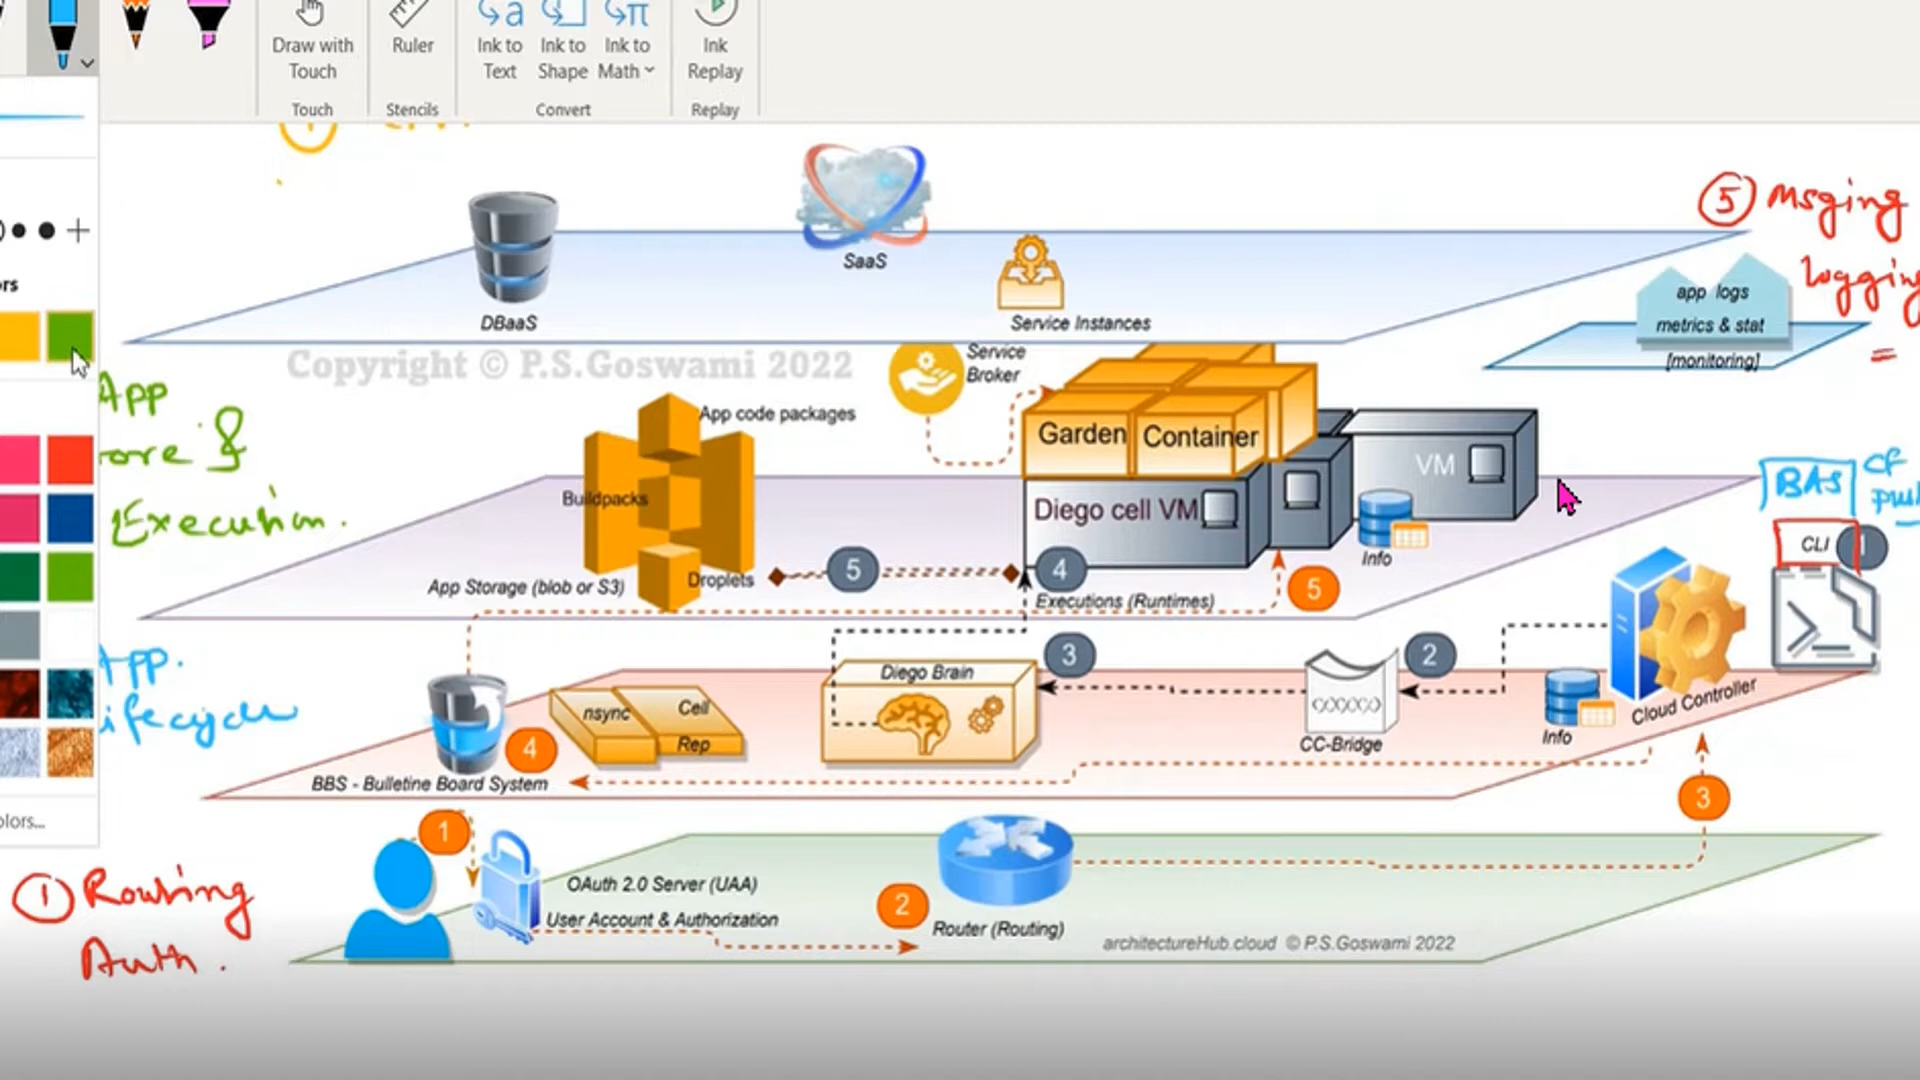 Draw with
Touch
Ruler
Ink to
Text
Ink to
Shape
Ink to
Math
Ink
Replay
Touch
Stencils
Convert
Replay
SaaS
DBaaS
Service Instances
5 Msging
logging
app logs
metrics & stat
[monitoring]
Copyright © P.S.Goswami 2022
Service
Broker
App
ore &
Execution.
App code packages
Buildpacks
Droplets
App Storage (blob or S3)
5
Garden
Container
Diego cell VM
VM
Info
4
Executions (Runtimes)
5
BAS
CF
CLI
1
App.
ifecycle
3
2
Diego Brain
nsync
Cell
Rep
4
BBS - Bulletine Board System
CC-Bridge
Info
Cloud Controller
3
1
1 Routing
Auth.
OAuth 2.0 Server (UAA)
User Account & Authorization
2
Router (Routing)
architectureHub.cloud © P.S.Goswami 2022